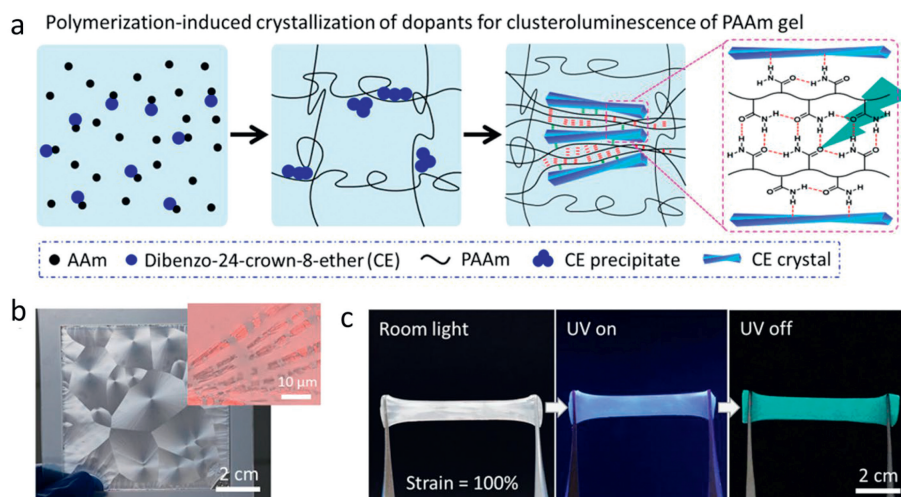 a Polymerization-induced crystallization of dopants for clusteroluminescence of PAAm gel
H N H O H N H O
O N H H O N H H O N H H
H H N O H H N O H H N O
O N H H O N H H
AAm Dibenzo-24-crown-8-ether (CE) PAAm CE precipitate CE crystal
b
10 μm
2 cm
c
Room light UV on UV off
Strain = 100%
2 cm